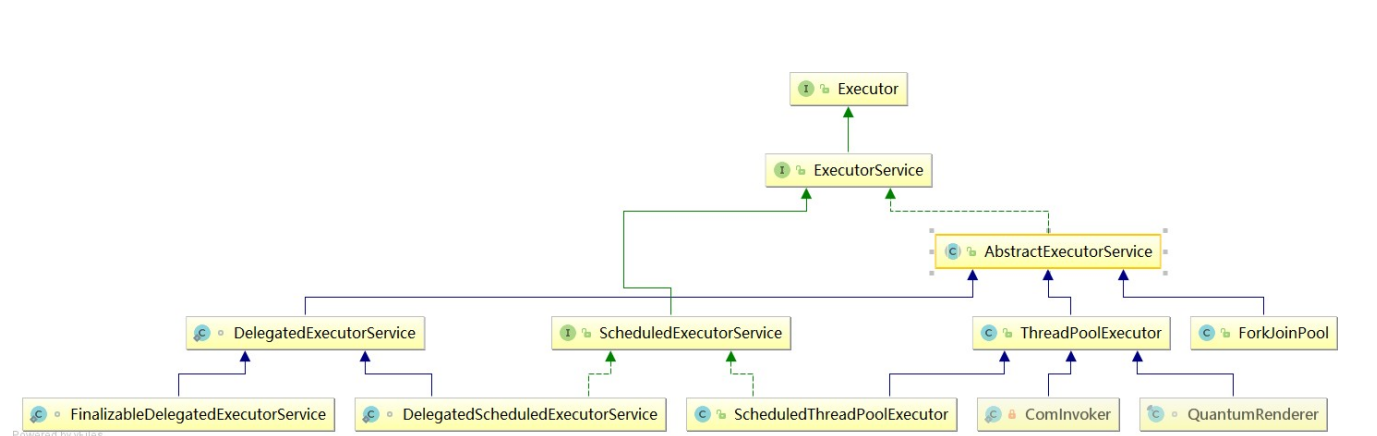 I Executor
I ExecutorService
C AbstractExecutorService
C DelegatedExecutorService
I ScheduledExecutorService
C ThreadPoolExecutor
C ForkJoinPool
C FinalizableDelegatedExecutorService
C DelegatedScheduledExecutorService
C ScheduledThreadPoolExecutor
C ComInvoker
C QuantumRenderer
Powered by yFiles